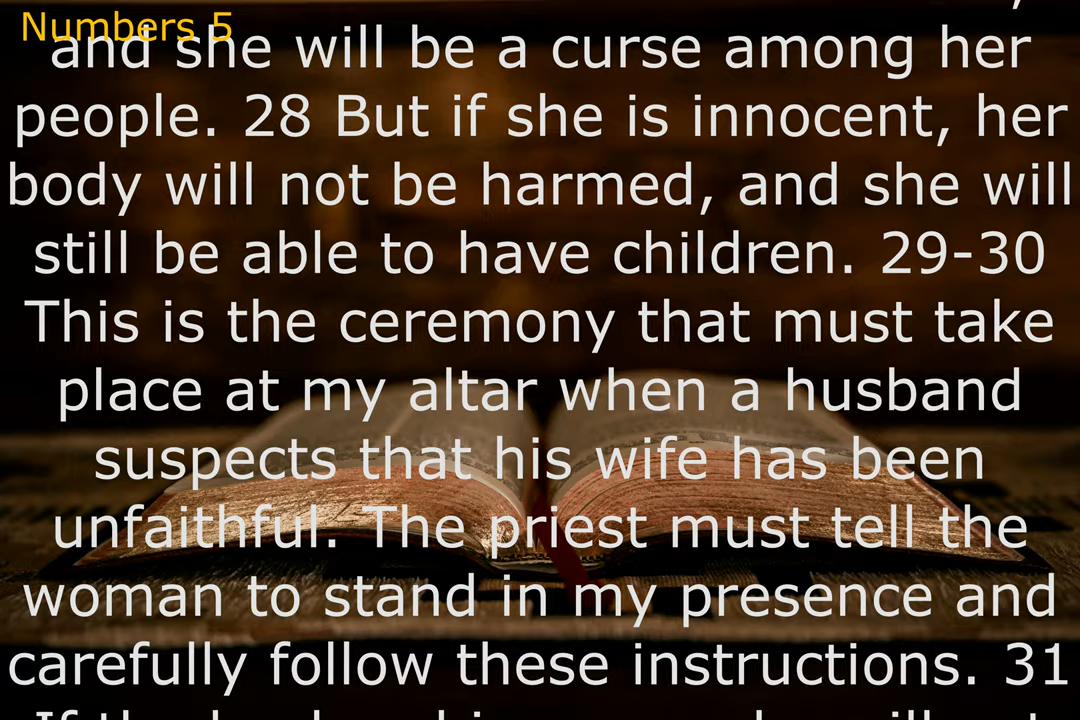 Numbers 5
and she will be a curse among her
people. 28 But if she is innocent, her
body will not be harmed, and she will
still be able to have children. 29-30
This is the ceremony that must take
place at my altar when a husband
suspects that his wife has been
unfaithful. The priest must tell the
woman to stand in my presence and
carefully follow these instructions. 31